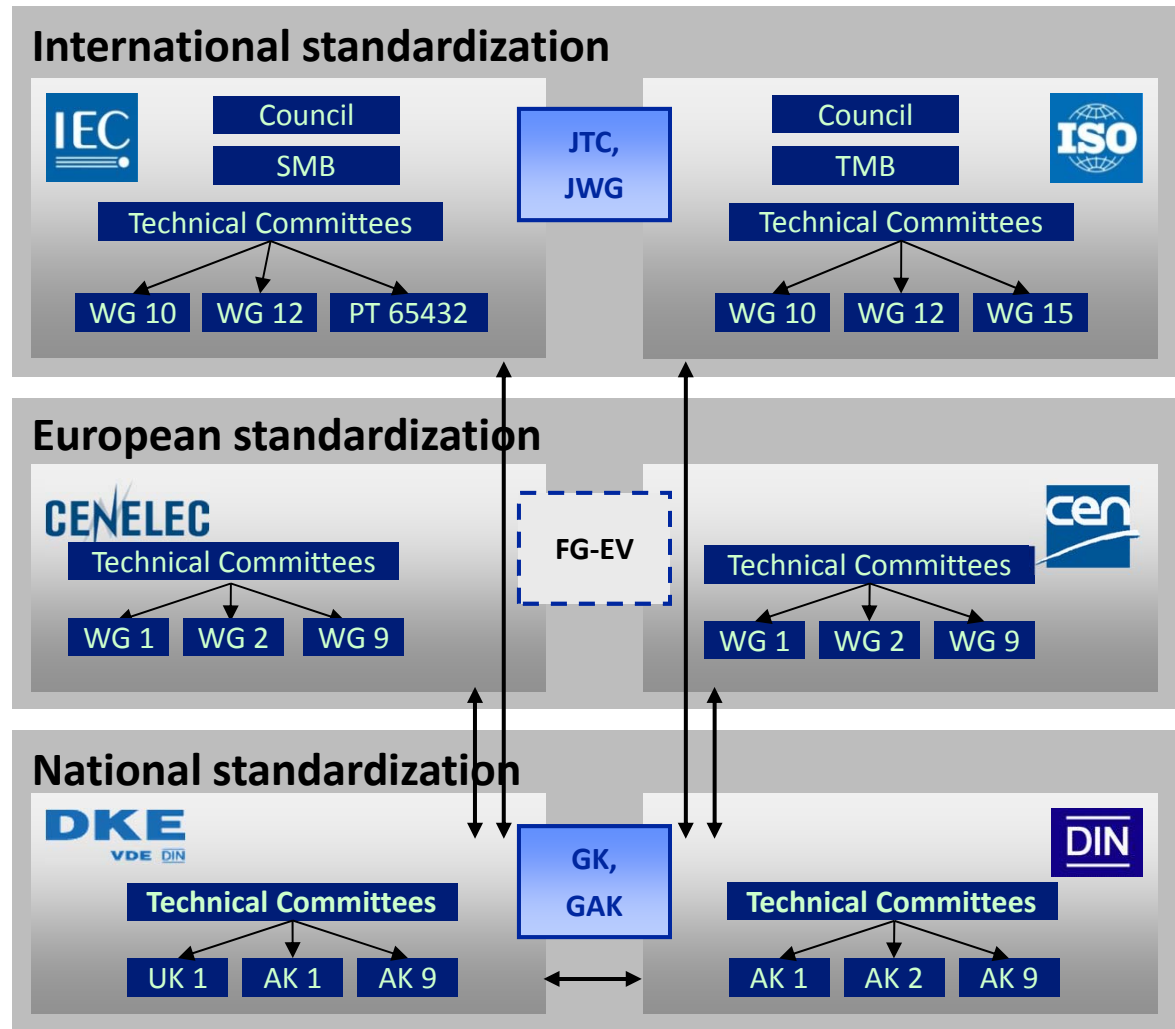 International standardization
IEC
Council
SMB
Technical Committees
WG 10
WG 12
PT 65432
JTC,
JWG
Council
TMB
ISO
Technical Committees
WG 10
WG 12
WG 15
European standardization
CENELEC
Technical Committees
WG 1
WG 2
WG 9
FG-EV
cen
Technical Committees
WG 1
WG 2
WG 9
National standardization
DKE
VDE DIN
Technical Committees
UK 1
AK 1
AK 9
GK,
GAK
DIN
Technical Committees
AK 1
AK 2
AK 9